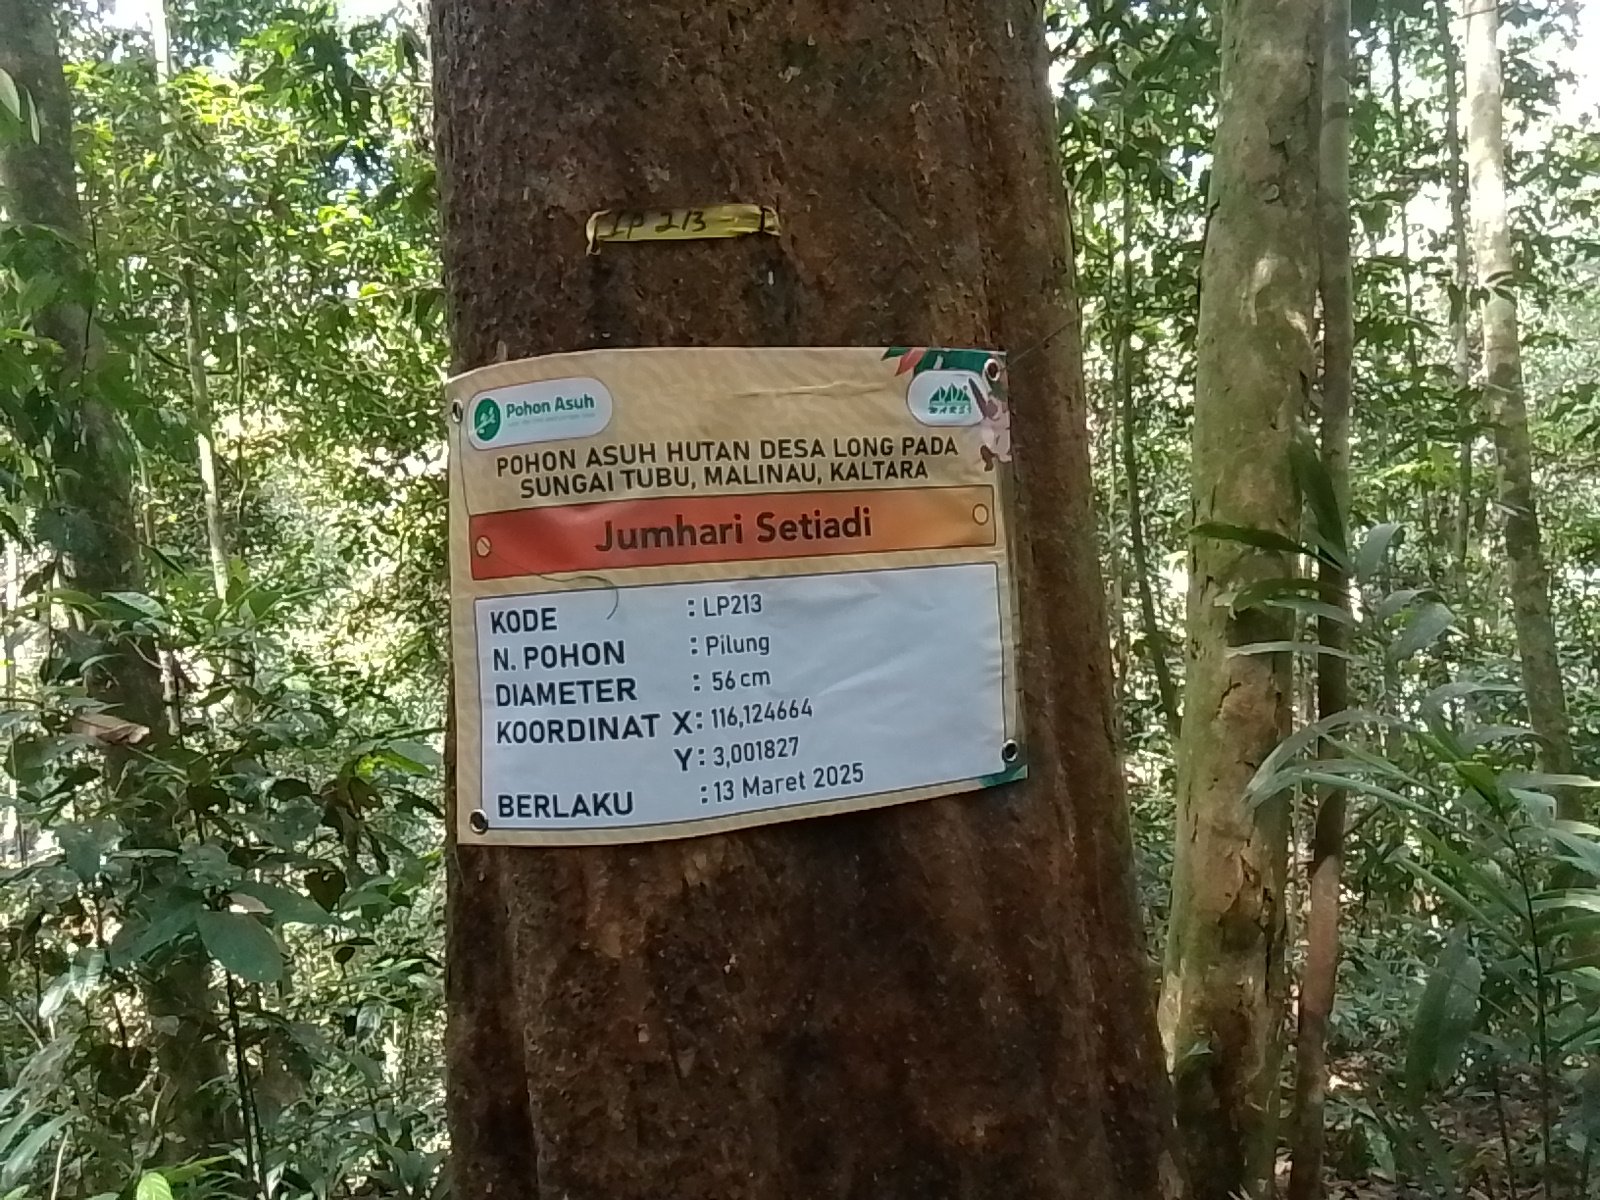 LP 213
Pohon Asuh
POHON ASUH HUTAN DESA LONG PADA
SUNGAI TUBU, MALINAU, KALTARA
Jumhari Setiadi
KODE : LP213
N. POHON : Pilung
DIAMETER : 56 cm
KOORDINAT X : 116,124664
Y : 3,001827
BERLAKU : 13 Maret 2025